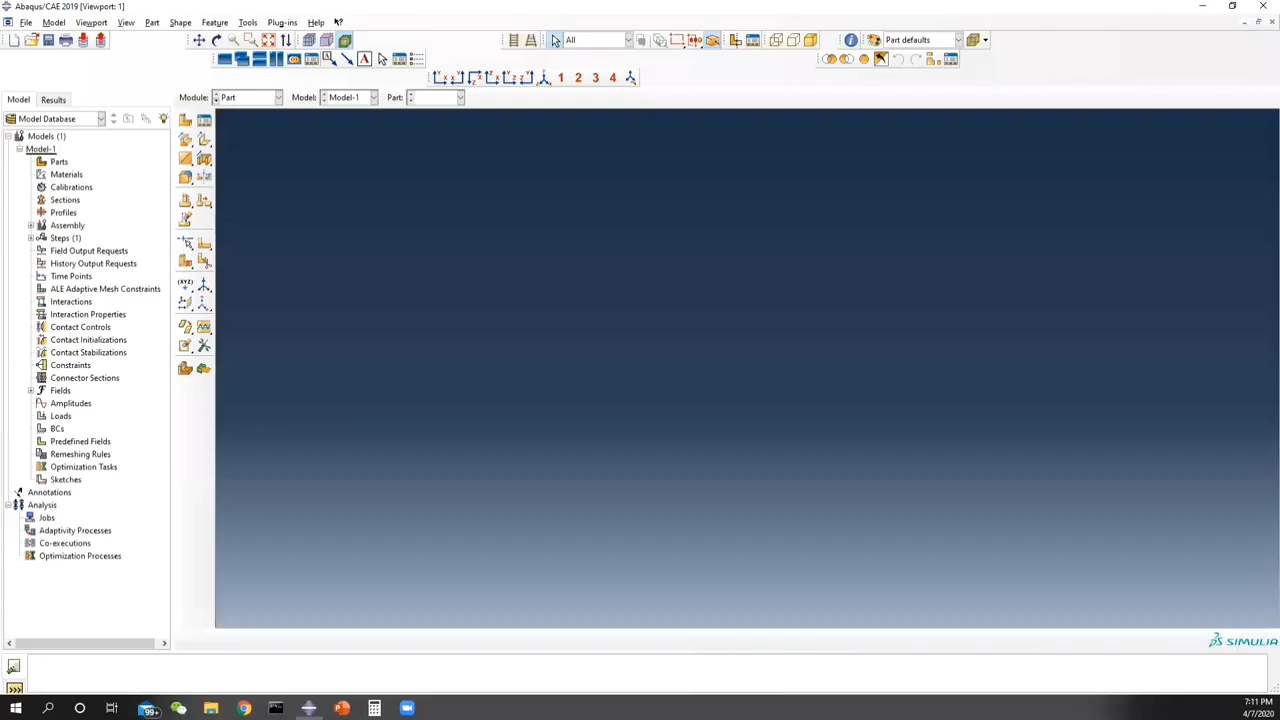 Abaqus/CAE 2019 [Viewport: 1]
File Model Viewport View Part Shape Feature Tools Plug-ins Help
All
Part defaults
A
1 2 3 4
Model Results
Module: Part Model: Model-1 Part:
Model Database
Models (1)
Model-1
Parts
Materials
Calibrations
Sections
Profiles
Assembly
Steps (1)
Field Output Requests
History Output Requests
Time Points
ALE Adaptive Mesh Constraints
Interactions
Interaction Properties
Contact Controls
Contact Initializations
Contact Stabilizations
Constraints
Connector Sections
Fields
Amplitudes
Loads
BCs
Predefined Fields
Remeshing Rules
Optimization Tasks
Sketches
Annotations
Analysis
Jobs
Adaptivity Processes
Co-executions
Optimization Processes
(XYZ)
SIMULIA
>>>
99+
7:11 PM
4/7/2020